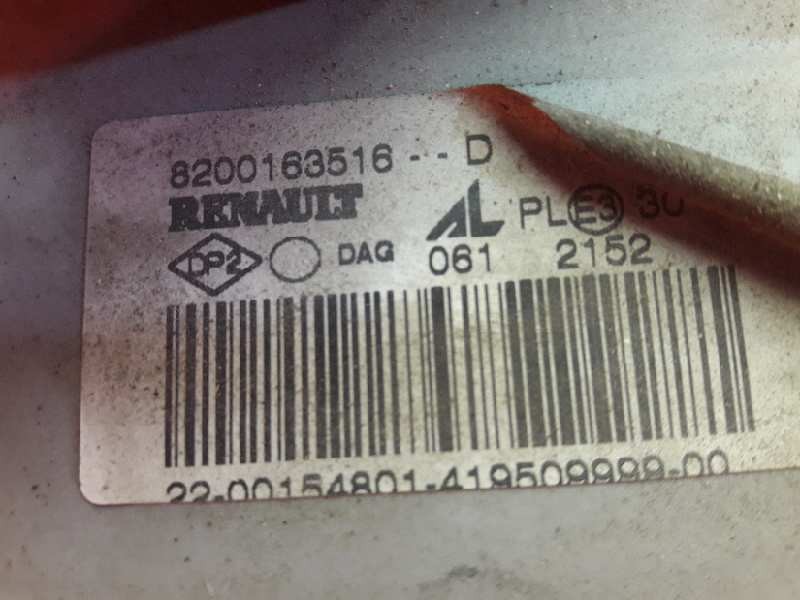 8200163516--D
RENAULT AL PL E3 30
DP2 DAG 061 2152
22-00154801-419509999-00